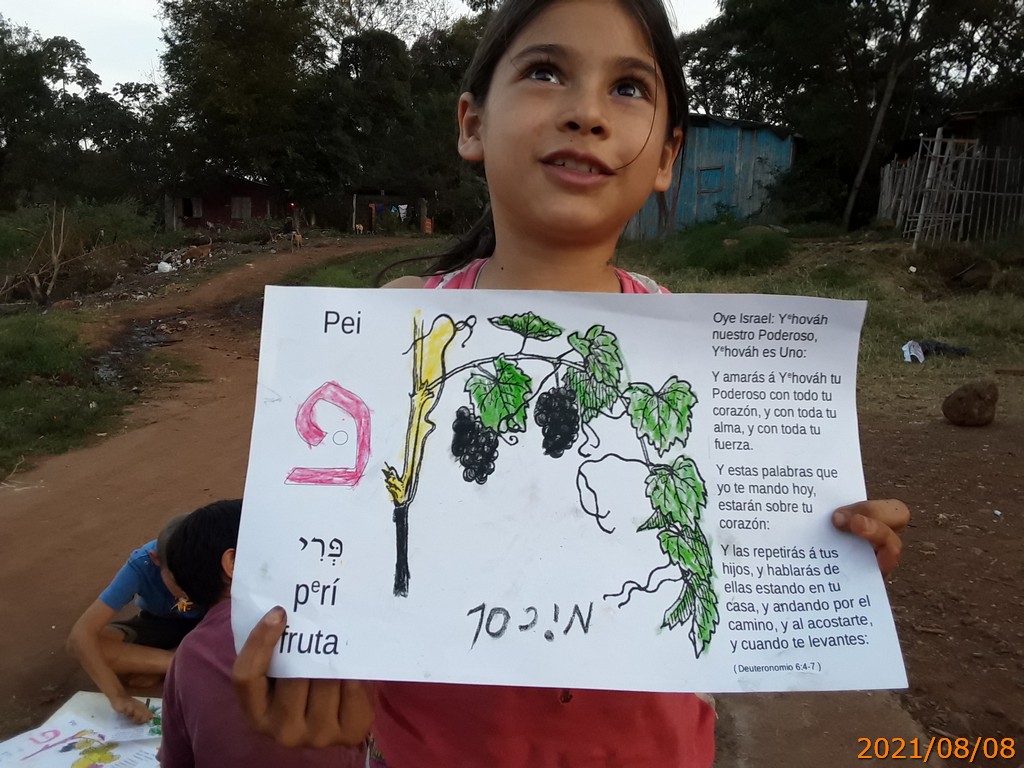 Pei
פ
פְּרִי
pᵉrí
fruta
Oye Israel: Yᵉhováh
nuestro Poderoso,
Yᵉhováh es Uno:
Y amarás á Yᵉhováh tu
Poderoso con todo tu
corazón, y con toda tu
alma, y con toda tu
fuerza.
Y estas palabras que
yo te mando hoy,
estarán sobre tu
corazón:
Y las repetirás á tus
hijos, y hablarás de
ellas estando en tu
casa, y andando por el
camino, y al acostarte,
y cuando te levantes:
( Deuteronomio 6:4-7 )
2021/08/08